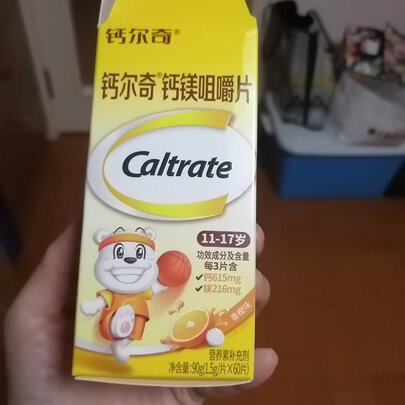 钙尔奇®
钙尔奇®钙镁咀嚼片
Caltrate
11-17岁
功效成分及含量
每3片含
钙615mg
镁216mg
香橙味
营养素补充剂
净含量:90g(1.5g/片×60片)